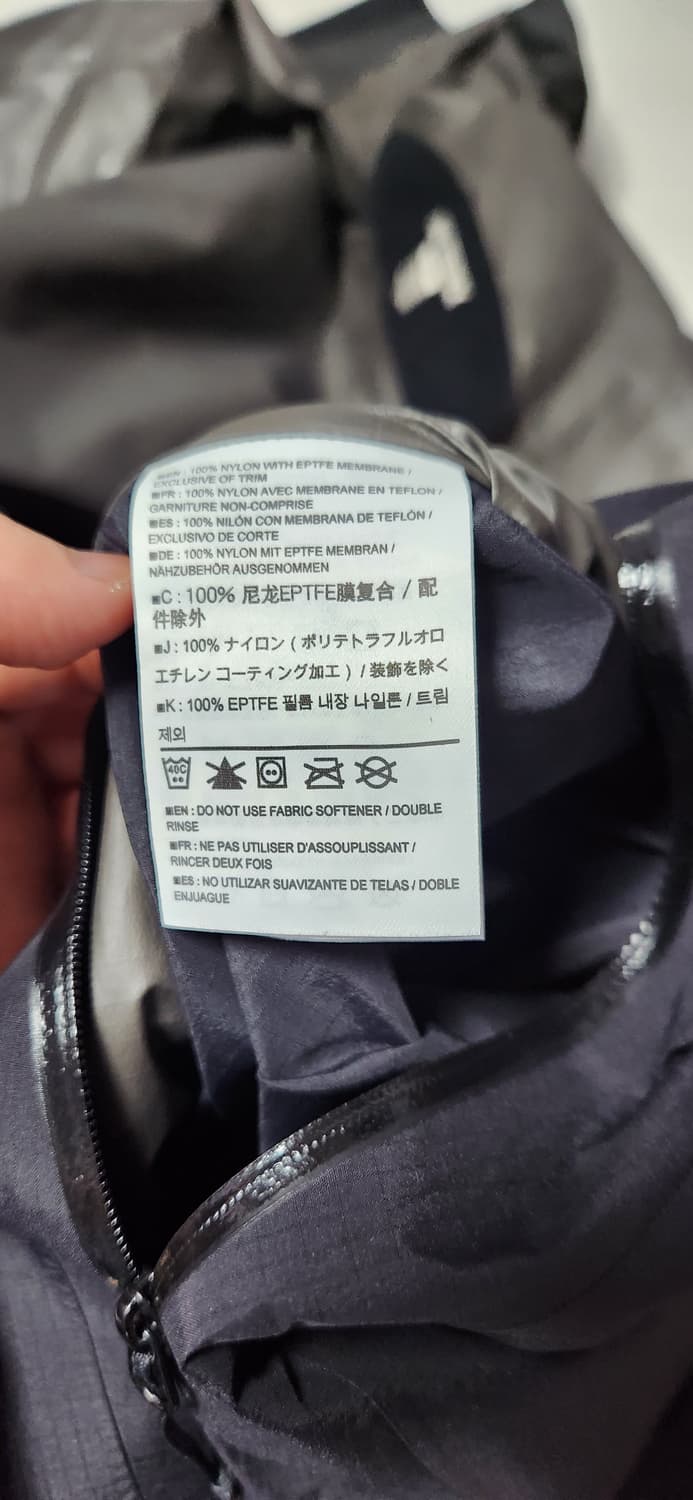 ■EN : 100% NYLON WITH EPTFE MEMBRANE /
EXCLUSIVE OF TRIM
■FR : 100% NYLON AVEC MEMBRANE EN TEFLON /
GARNITURE NON-COMPRISE
■ES : 100% NILÓN CON MEMBRANA DE TEFLÓN /
EXCLUSIVO DE CORTE
■DE : 100% NYLON MIT EPTFE MEMBRAN /
NÄHZUBEHÖR AUSGENOMMEN
■C : 100% 尼龙EPTFE膜复合 / 配
件除外
■J : 100% ナイロン ( ポリテトラフルオロ
エチレン コーティング加工 ) / 装飾を除く
■K : 100% EPTFE 필름 내장 나일론 / 트림
제외
40C
■EN : DO NOT USE FABRIC SOFTENER / DOUBLE
RINSE
■FR : NE PAS UTILISER D'ASSOUPLISSANT /
RINCER DEUX FOIS
■ES : NO UTILIZAR SUAVIZANTE DE TELAS / DOBLE
ENJUAGUE